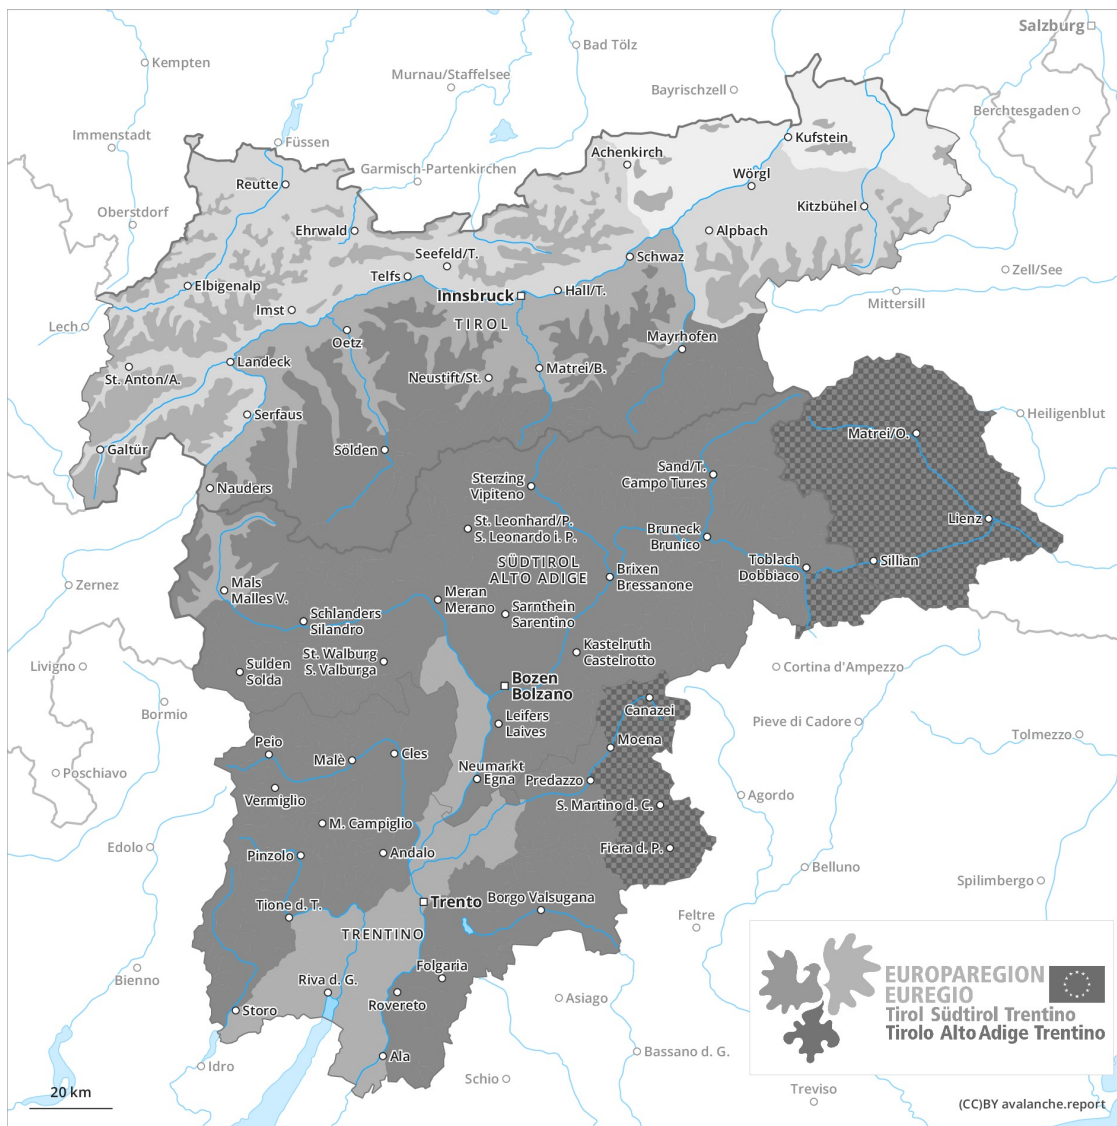 Salzburg
Bad Tölz
Kempten
Murnau/Staffelsee
Bayrischzell
Berchtesgaden
Immenstadt
Füssen
Kufstein
Achenkirch
Garmisch-Partenkirchen
Wörgl
Reutte
Kitzbühel
Oberstdorf
Ehrwald
Alpbach
Seefeld/T.
Schwaz
Zell/See
Telfs
Elbigenalp
Hall/T.
Innsbruck
Mittersill
Imst
TIROL
Lech
Oetz
Mayrhofen
Landeck
Matrei/B.
St. Anton/A.
Neustift/St.
Serfaus
Heiligenblut
Matrei/O.
Galtür
Sölden
Sand/T.
Campo Tures
Sterzing
Vipiteno
Nauders
Lienz
St. Leonhard/P.
S. Leonardo i. P.
Bruneck
Brunico
SÜDTIROL
ALTO ADIGE
Toblach
Dobbiaco
Sillian
Brixen
Bressanone
Zernez
Mals
Malles V.
Meran
Merano
Schlanders
Silandro
Sarnthein
Sarentino
Kastelruth
Castelrotto
St. Walburg
S. Valburga
Livigno
Sulden
Solda
Cortina d'Ampezzo
Bozen
Bolzano
Bormio
Canazei
Leifers
Laives
Pieve di Cadore
Tolmezzo
Peio
Moena
Malè
Cles
Poschiavo
Neumarkt
Egna
Predazzo
Vermiglio
Agordo
S. Martino d. C.
M. Campiglio
Edolo
Pinzolo
Andalo
Fiera d. P.
Belluno
Spilimbergo
Trento
Borgo Valsugana
Tione d. T.
Feltre
TRENTINO
Bienno
Riva d. G.
Folgaria
Rovereto
Asiago
Storo
EUROPAREGION
EUREGIO
Tirol Südtirol Trentino
Tirolo Alto Adige Trentino
Ala
Idro
Bassano d. G.
Schio
Treviso
20 km
(CC)BY avalanche.report